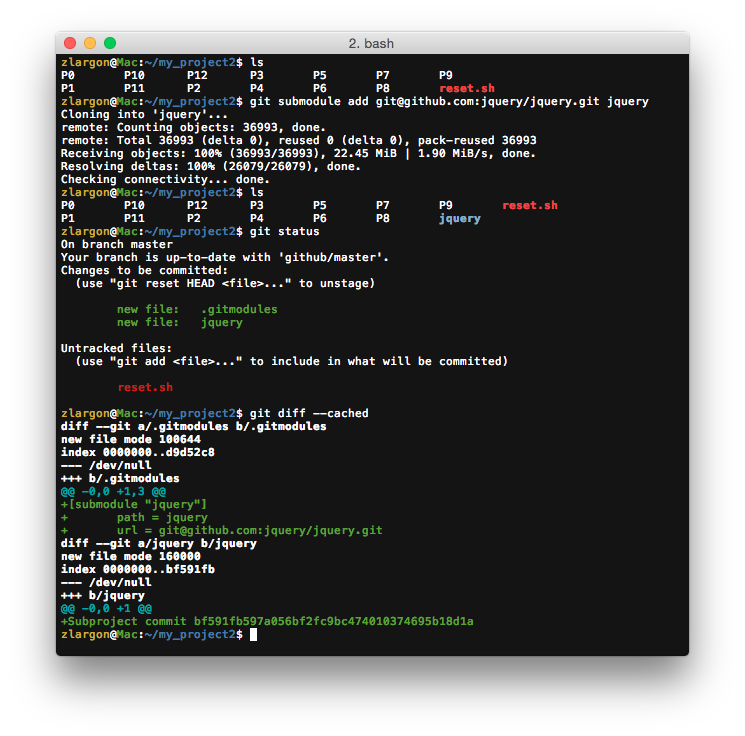 2. bash
zlargon@Mac:~/my_project2$ ls
P0       P10      P12      P3       P5       P7       P9
P1       P11      P2       P4       P6       P8       reset.sh
zlargon@Mac:~/my_project2$ git submodule add git@github.com:jquery/jquery.git jquery
Cloning into 'jquery'...
remote: Counting objects: 36993, done.
remote: Total 36993 (delta 0), reused 0 (delta 0), pack-reused 36993
Receiving objects: 100% (36993/36993), 22.45 MiB | 1.90 MiB/s, done.
Resolving deltas: 100% (26079/26079), done.
Checking connectivity... done.
zlargon@Mac:~/my_project2$ ls
P0       P10      P12      P3       P5       P7       P9       reset.sh
P1       P11      P2       P4       P6       P8       jquery
zlargon@Mac:~/my_project2$ git status
On branch master
Your branch is up-to-date with 'github/master'.
Changes to be committed:
  (use "git reset HEAD <file>..." to unstage)
        new file:   .gitmodules
        new file:   jquery
Untracked files:
  (use "git add <file>..." to include in what will be committed)
        reset.sh
zlargon@Mac:~/my_project2$ git diff --cached
diff --git a/.gitmodules b/.gitmodules
new file mode 100644
index 0000000..d9d52c8
--- /dev/null
+++ b/.gitmodules
@@ -0,0 +1,3 @@
+[submodule "jquery"]
+       path = jquery
+       url = git@github.com:jquery/jquery.git
diff --git a/jquery b/jquery
new file mode 160000
index 0000000..bf591fb
--- /dev/null
+++ b/jquery
@@ -0,0 +1 @@
+Subproject commit bf591fb597a056bf2fc9bc474010374695b18d1a
zlargon@Mac:~/my_project2$